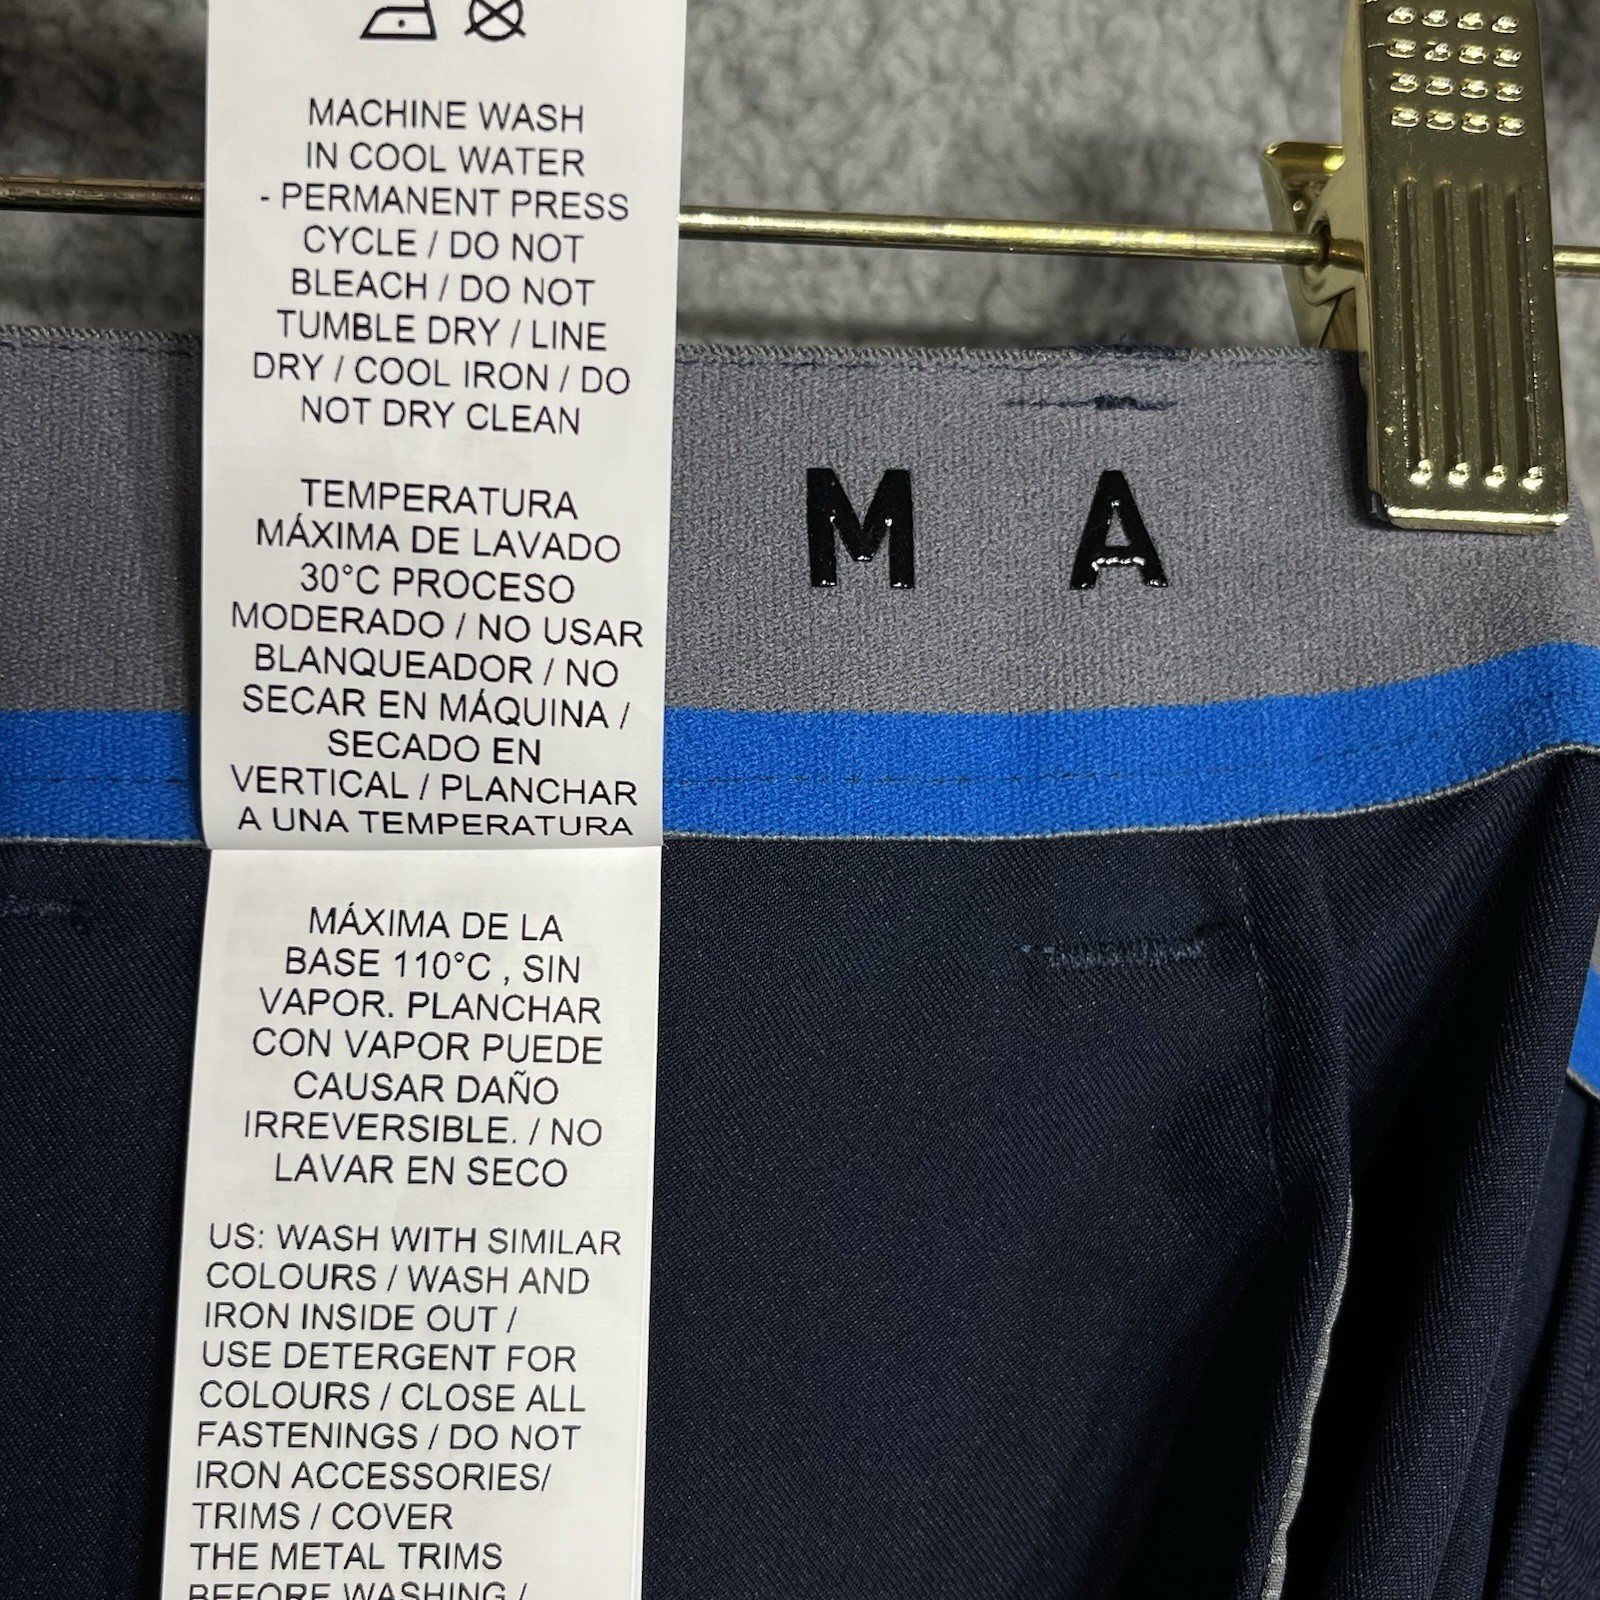 MACHINE WASH
IN COOL WATER
- PERMANENT PRESS
CYCLE / DO NOT
BLEACH / DO NOT
TUMBLE DRY / LINE
DRY / COOL IRON / DO
NOT DRY CLEAN
TEMPERATURA
MÁXIMA DE LAVADO
30°C PROCESO
MODERADO / NO USAR
BLANQUEADOR / NO
SECAR EN MÁQUINA /
SECADO EN
VERTICAL / PLANCHAR
A UNA TEMPERATURA
MÁXIMA DE LA
BASE 110°C , SIN
VAPOR. PLANCHAR
CON VAPOR PUEDE
CAUSAR DAÑO
IRREVERSIBLE. / NO
LAVAR EN SECO
US: WASH WITH SIMILAR
COLOURS / WASH AND
IRON INSIDE OUT /
USE DETERGENT FOR
COLOURS / CLOSE ALL
FASTENINGS / DO NOT
IRON ACCESSORIES/
TRIMS / COVER
THE METAL TRIMS
BEFORE WASHING /
M A